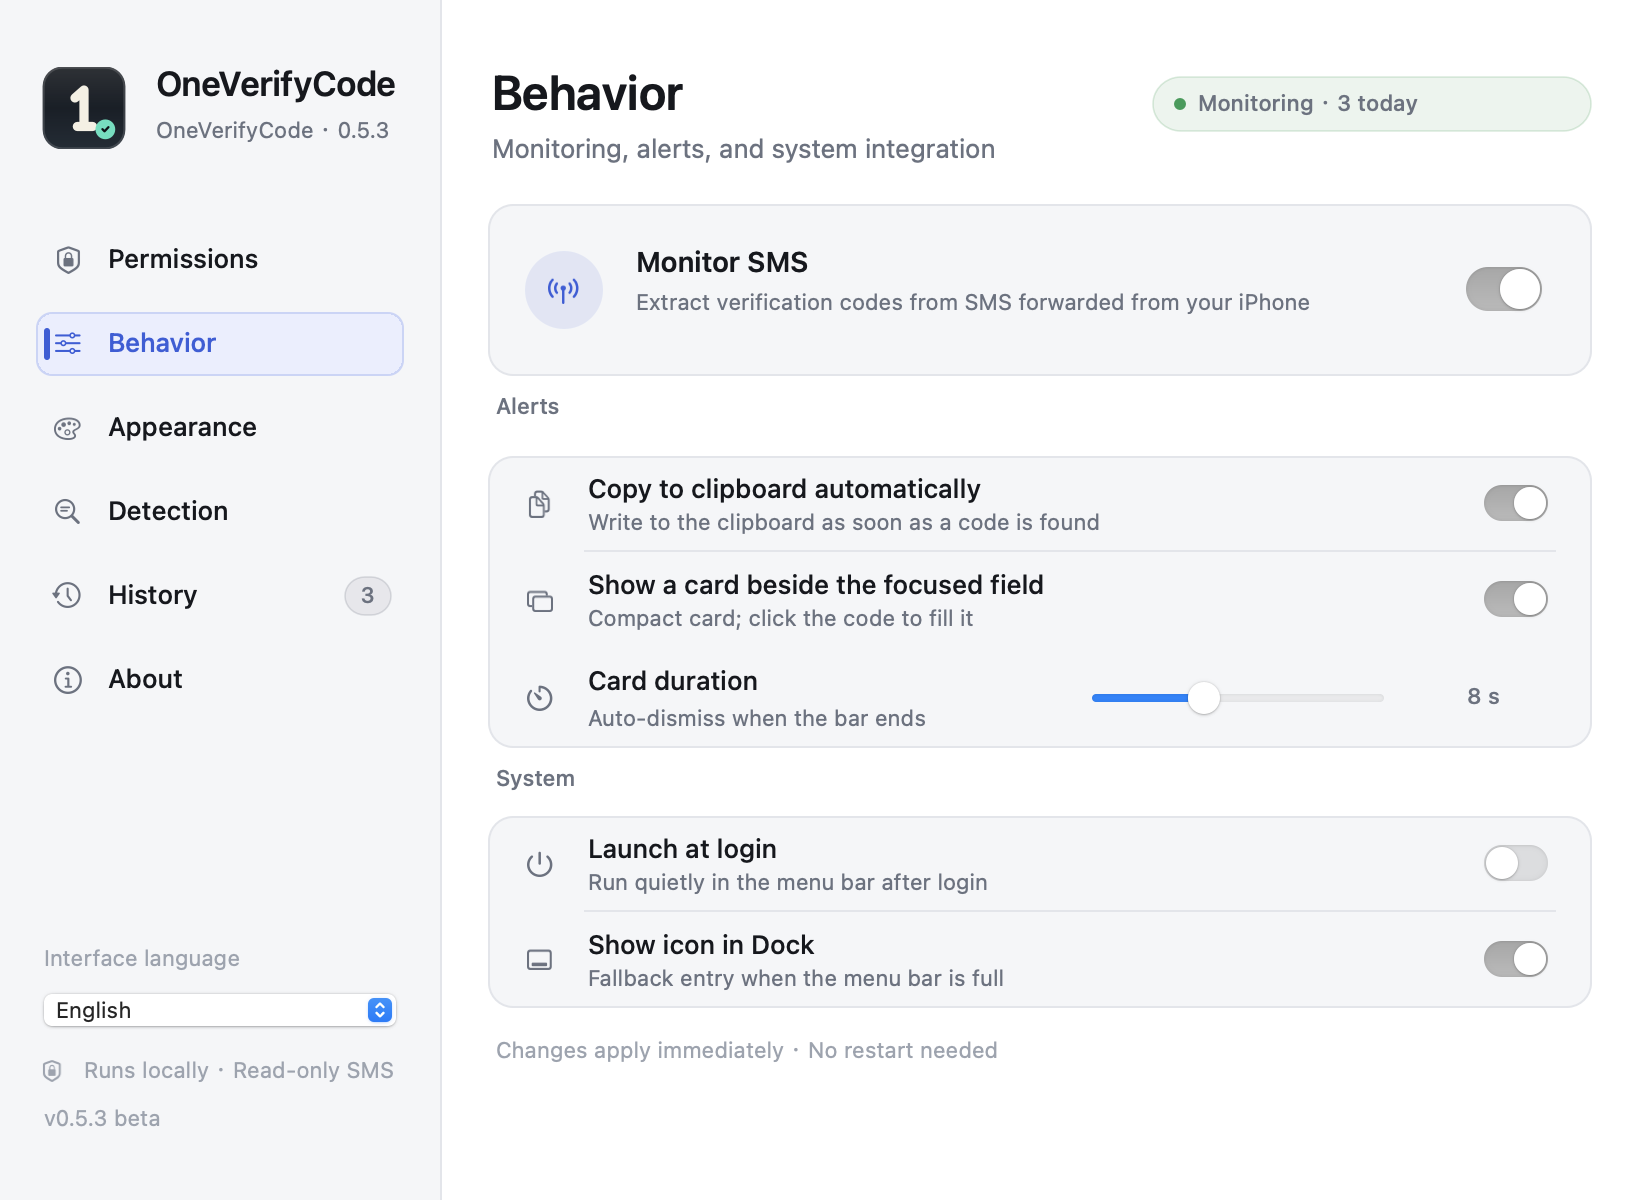 1
OneVerifyCode
OneVerifyCode · 0.5.3
Permissions
Behavior
Appearance
Detection
History
3
About
Interface language
English
Runs locally · Read-only SMS
v0.5.3 beta
Behavior
Monitoring, alerts, and system integration
Monitoring · 3 today
Monitor SMS
Extract verification codes from SMS forwarded from your iPhone
Alerts
Copy to clipboard automatically
Write to the clipboard as soon as a code is found
Show a card beside the focused field
Compact card; click the code to fill it
Card duration
Auto-dismiss when the bar ends
8 s
System
Launch at login
Run quietly in the menu bar after login
Show icon in Dock
Fallback entry when the menu bar is full
Changes apply immediately · No restart needed